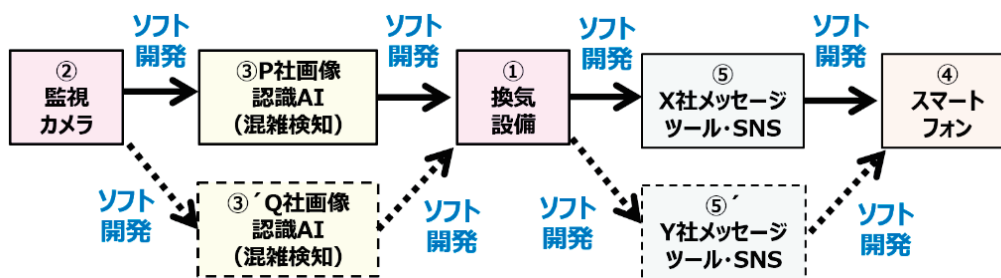 ソフト
開発
ソフト
開発
ソフト
開発
ソフト
開発
②
監視
カメラ
③P社画像
認識AI
(混雑検知)
①
換気
設備
⑤
X社メッセージ
ツール・SNS
④
スマート
フォン
ソフト
開発
③´Q社画像
認識AI
(混雑検知)
ソフト
開発
ソフト
開発
⑤´
Y社メッセージ
ツール・SNS
ソフト
開発